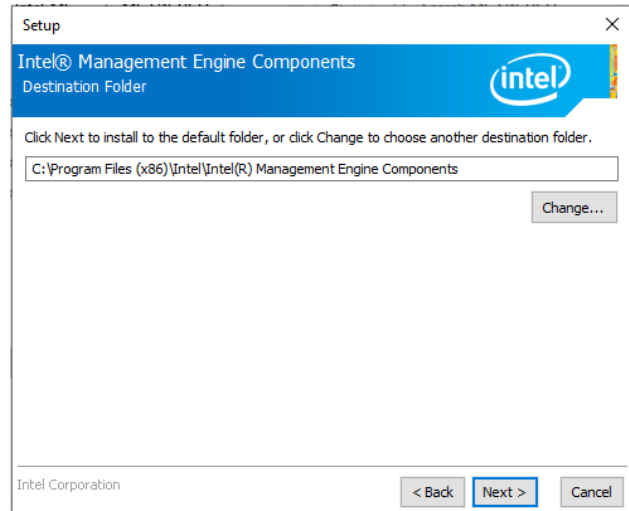 Setup
Intel® Management Engine Components
Destination Folder
intel
Click Next to install to the default folder, or click Change to choose another destination folder.
C:\Program Files (x86)\Intel\Intel(R) Management Engine Components
Change...
Intel Corporation
< Back
Next >
Cancel